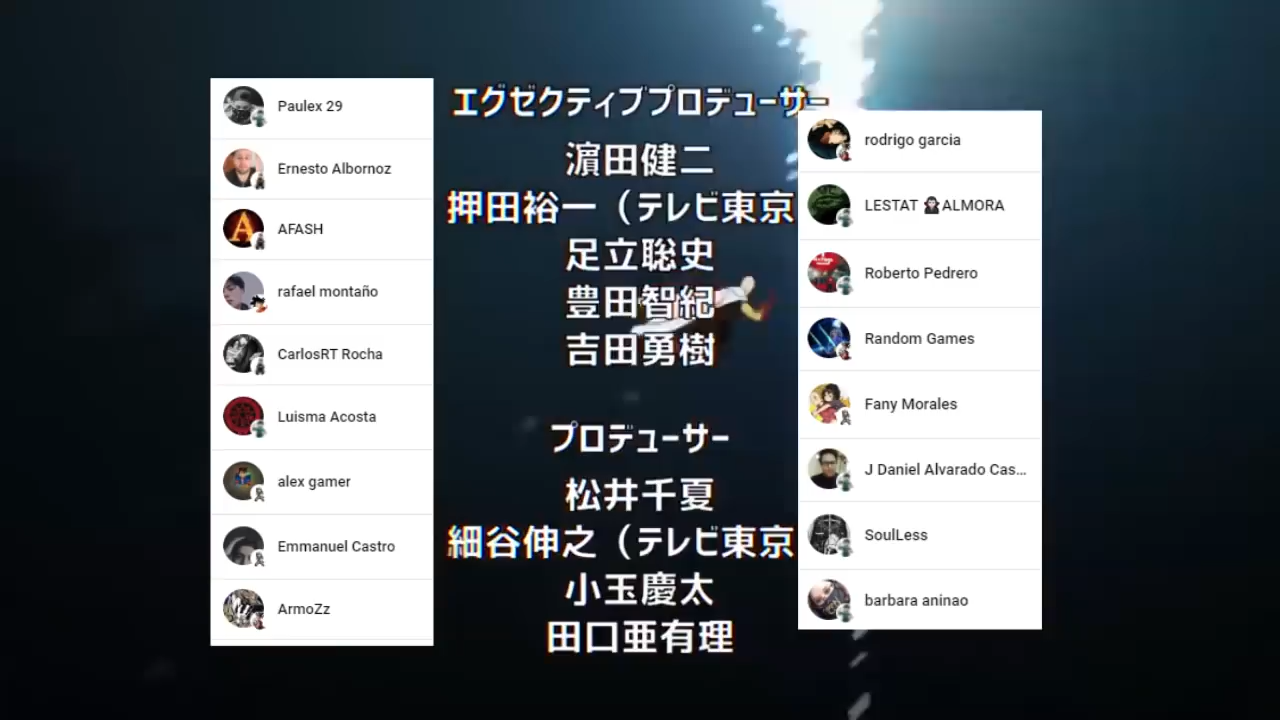 Paulex 29
Ernesto Albornoz
AFASH
rafael montaño
CarlosRT Rocha
Luisma Acosta
alex gamer
Emmanuel Castro
ArmoZz
エグゼクティブプロデューサー
濵田健二
押田裕一（テレビ東京
足立聡史
豊田智紀
吉田勇樹
プロデューサー
松井千夏
細谷伸之（テレビ東京
小玉慶太
田口亜有理
rodrigo garcia
LESTAT 🧛🏻ALMORA
Roberto Pedrero
Random Games
Fany Morales
J Daniel Alvarado Cas...
SoulLess
barbara aninao